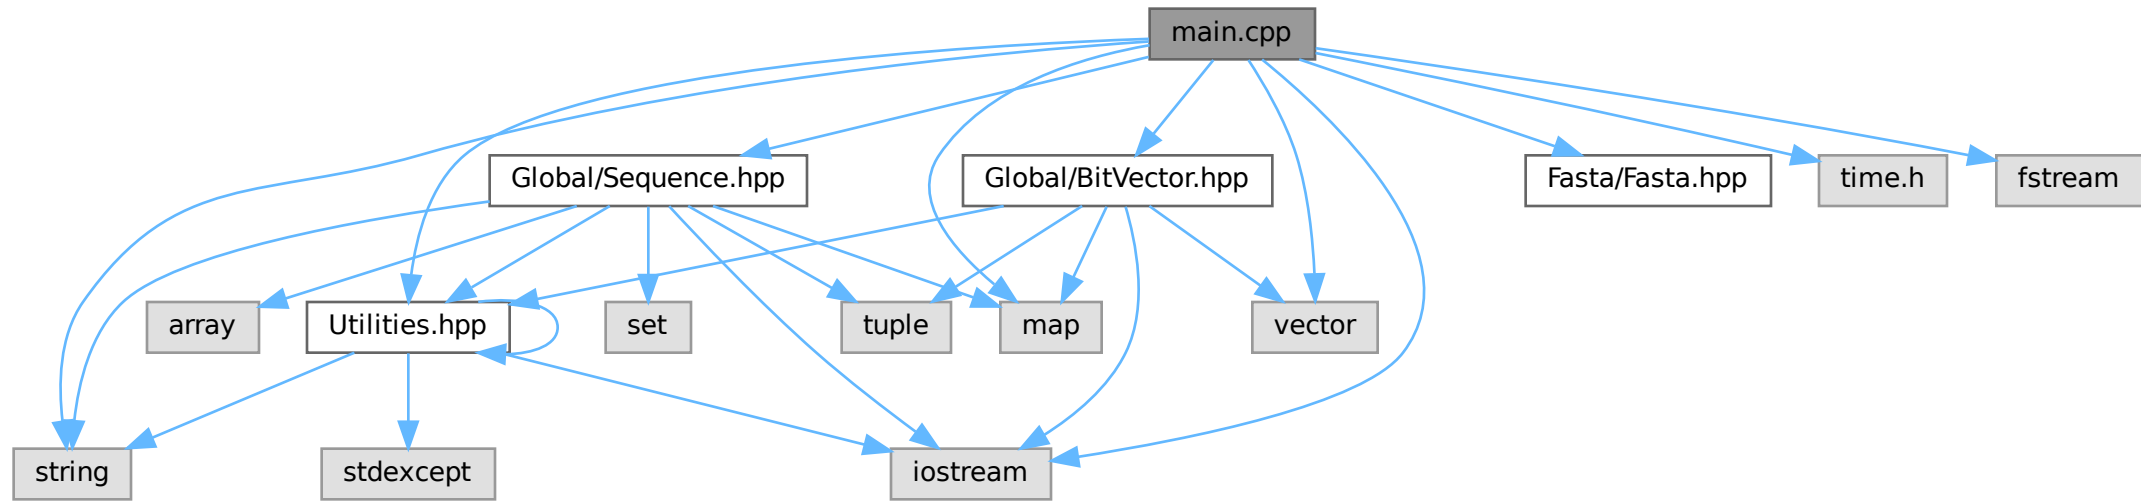 main.cpp
Global/Sequence.hpp
Global/BitVector.hpp
Fasta/Fasta.hpp
time.h
fstream
array
Utilities.hpp
set
tuple
map
vector
string
stdexcept
iostream